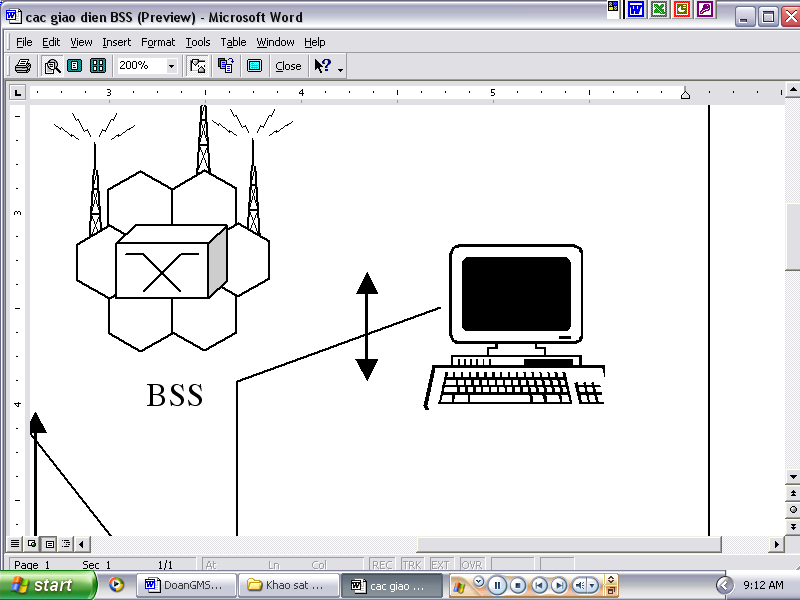 cac giao dien BSS (Preview) - Microsoft Word
File Edit View Insert Format Tools Table Window Help
200% Close
3 4 5
3
BSS
4
Page 1 Sec 1 1/1 At Ln Col REC TRK EXT OVR
start DoanGMS... Khao sat ... cac giao ... 9:12 AM